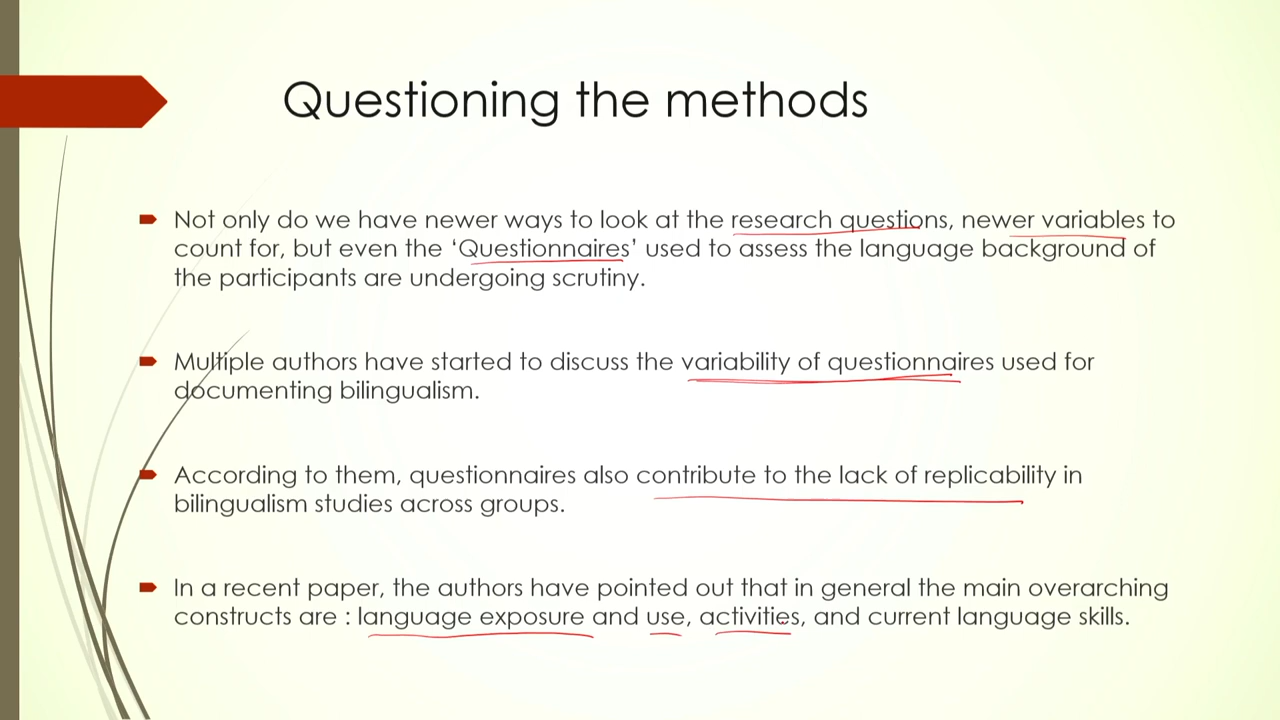 Questioning the methods
Not only do we have newer ways to look at the research questions, newer variables to
count for, but even the ‘Questionnaires’ used to assess the language background of
the participants are undergoing scrutiny.
Multiple authors have started to discuss the variability of questionnaires used for
documenting bilingualism.
According to them, questionnaires also contribute to the lack of replicability in
bilingualism studies across groups.
In a recent paper, the authors have pointed out that in general the main overarching
constructs are : language exposure and use, activities, and current language skills.